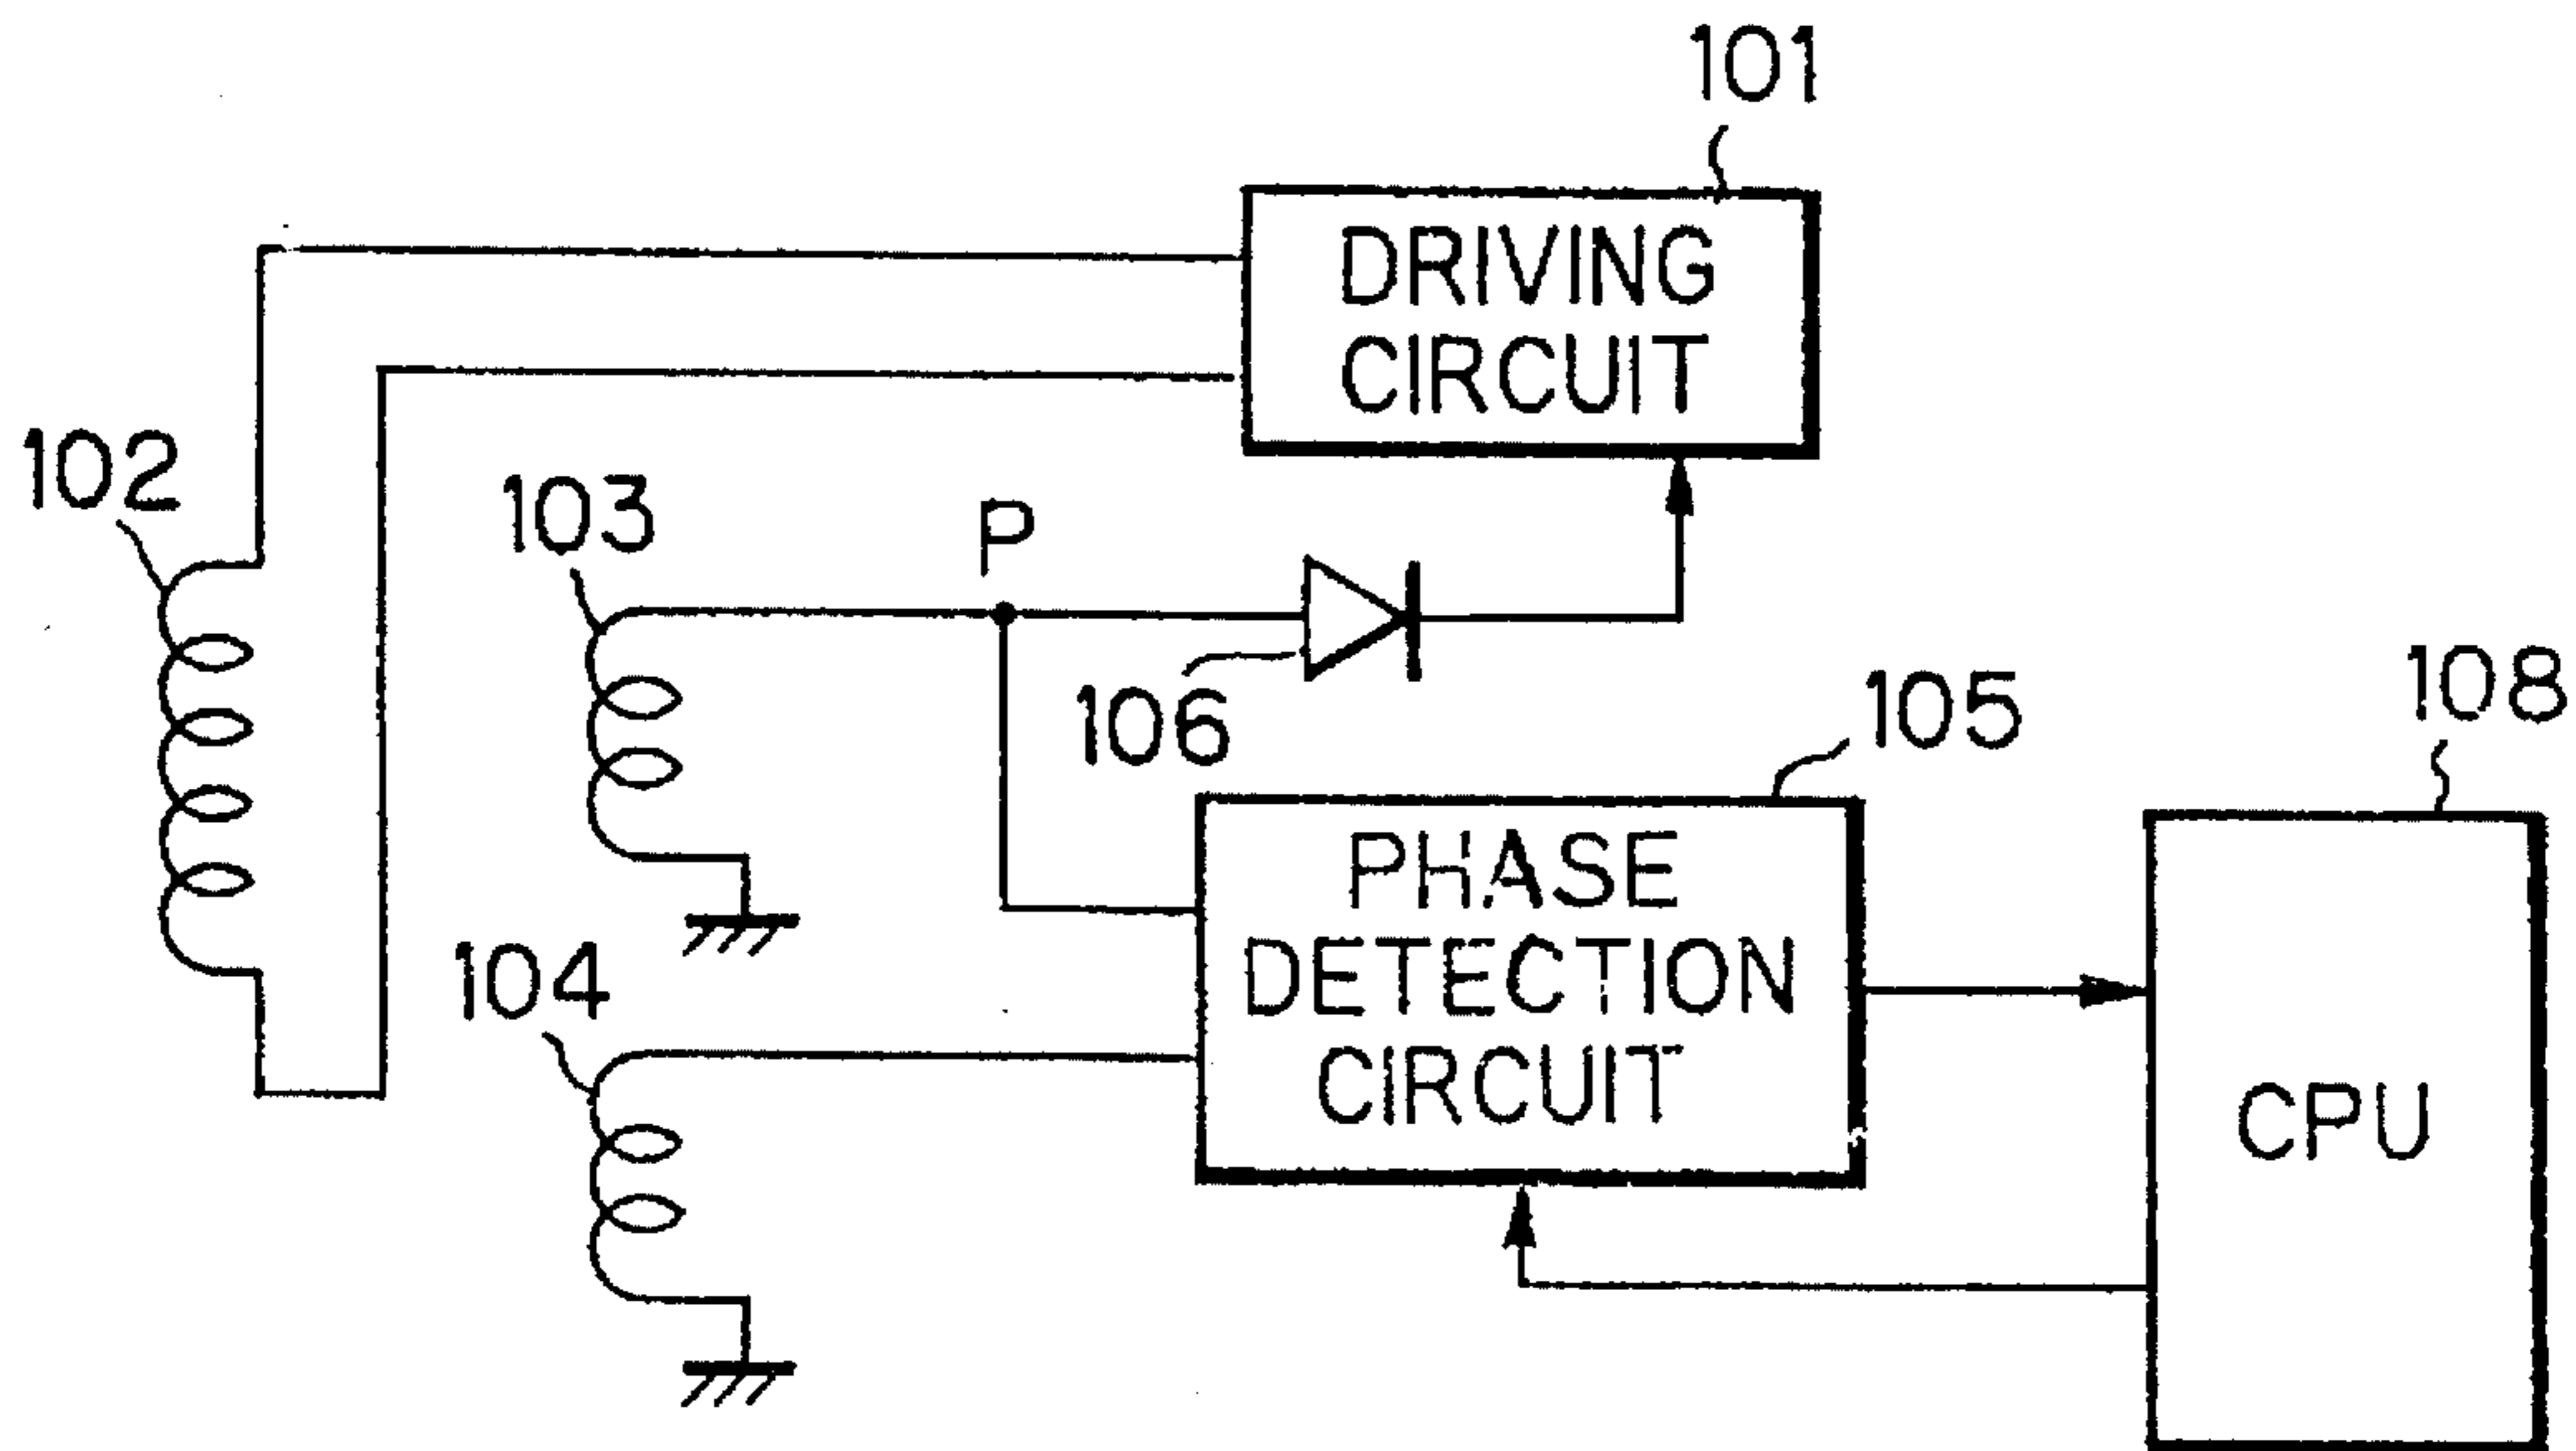 101
DRIVING
CIRCUIT
102
103
P
106
105
108
PHASE
DETECTION
CIRCUIT
104
CPU